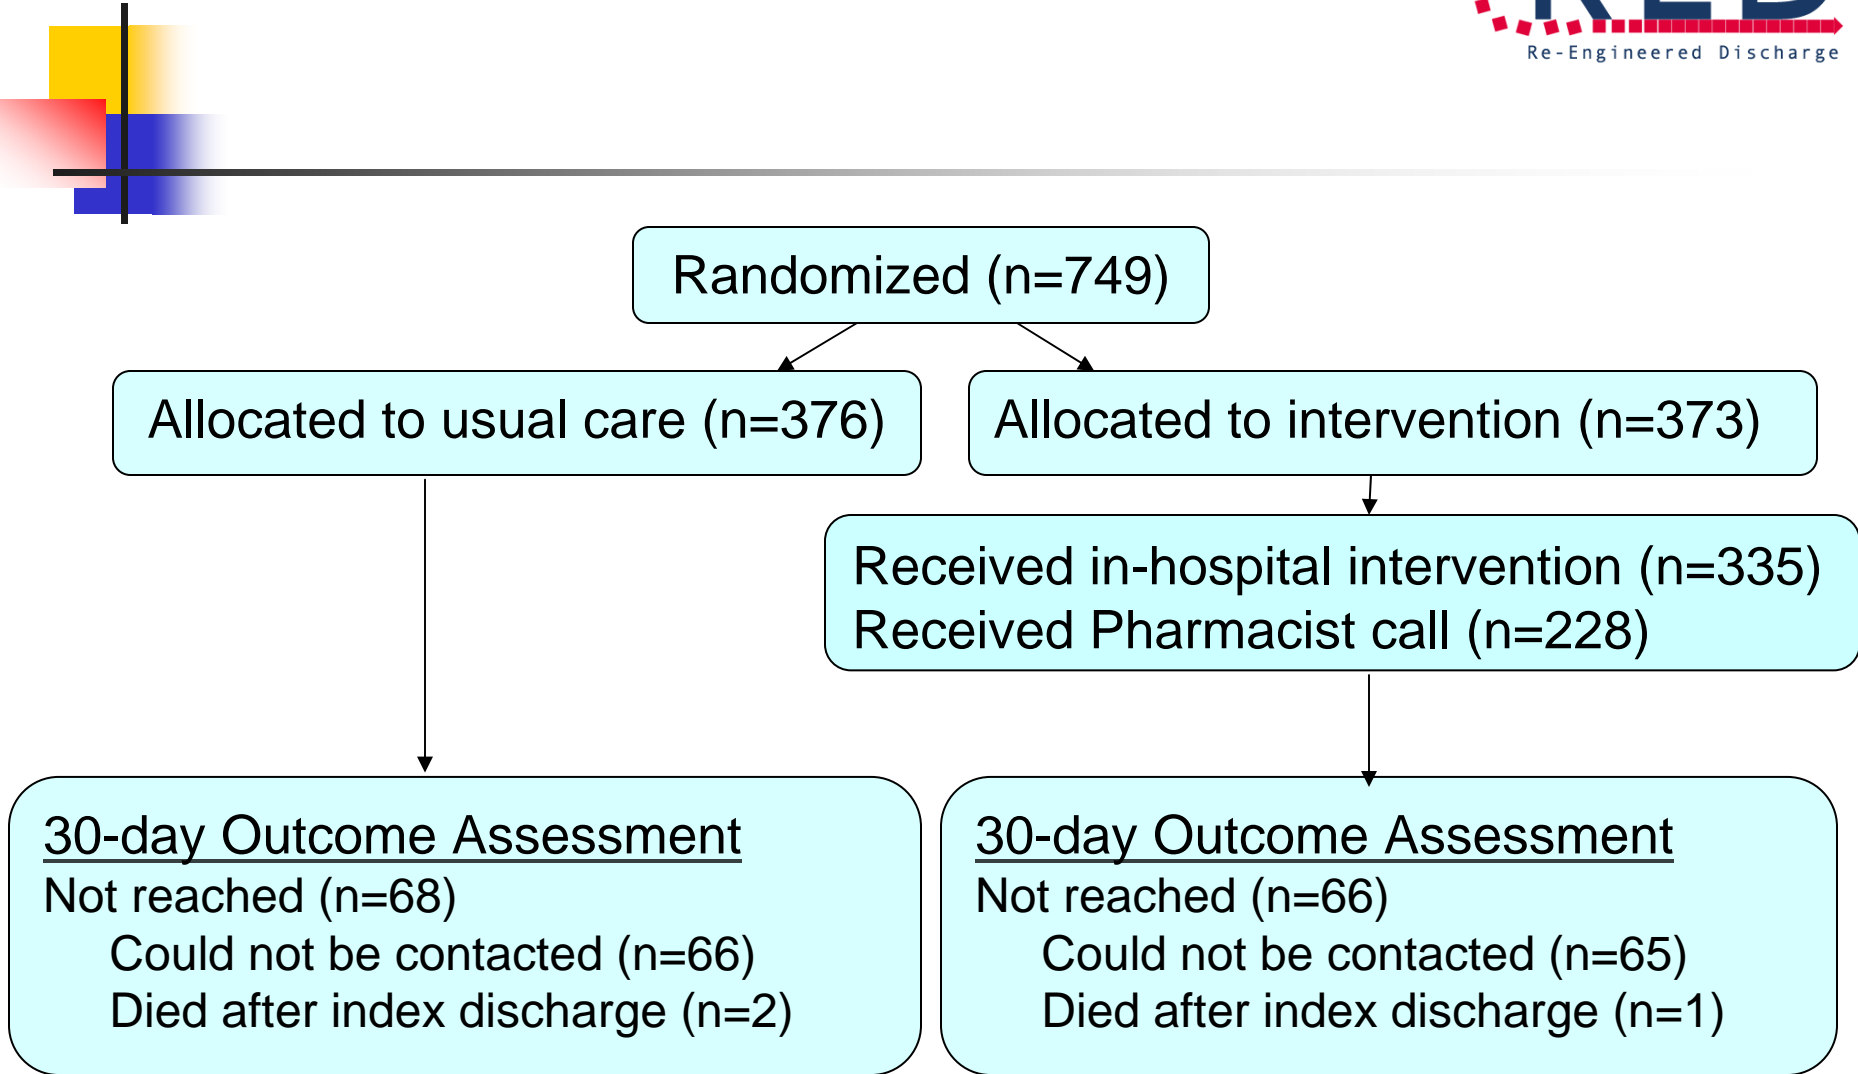 RED
Re-Engineered Discharge
Randomized (n=749)
Allocated to usual care (n=376)
Allocated to intervention (n=373)
Received in-hospital intervention (n=335)
Received Pharmacist call (n=228)
30-day Outcome Assessment
Not reached (n=68)
Could not be contacted (n=66)
Died after index discharge (n=2)
30-day Outcome Assessment
Not reached (n=66)
Could not be contacted (n=65)
Died after index discharge (n=1)